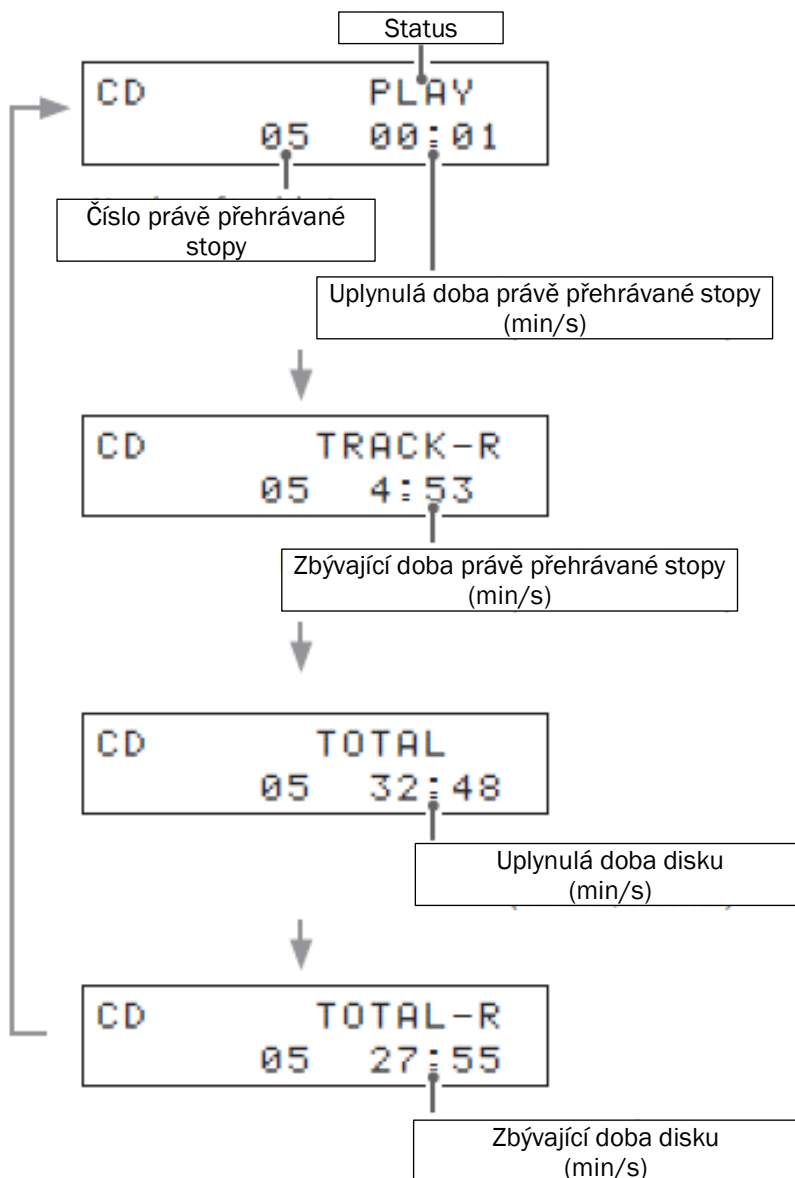 Status
CD PLAY
05 00:01
Číslo právě přehrávané
stopy
Uplynulá doba právě přehrávané stopy
(min/s)
CD TRACK-R
05 4:53
Zbývající doba právě přehrávané stopy
(min/s)
CD TOTAL
05 32:48
Uplynulá doba disku
(min/s)
CD TOTAL-R
05 27:55
Zbývající doba disku
(min/s)